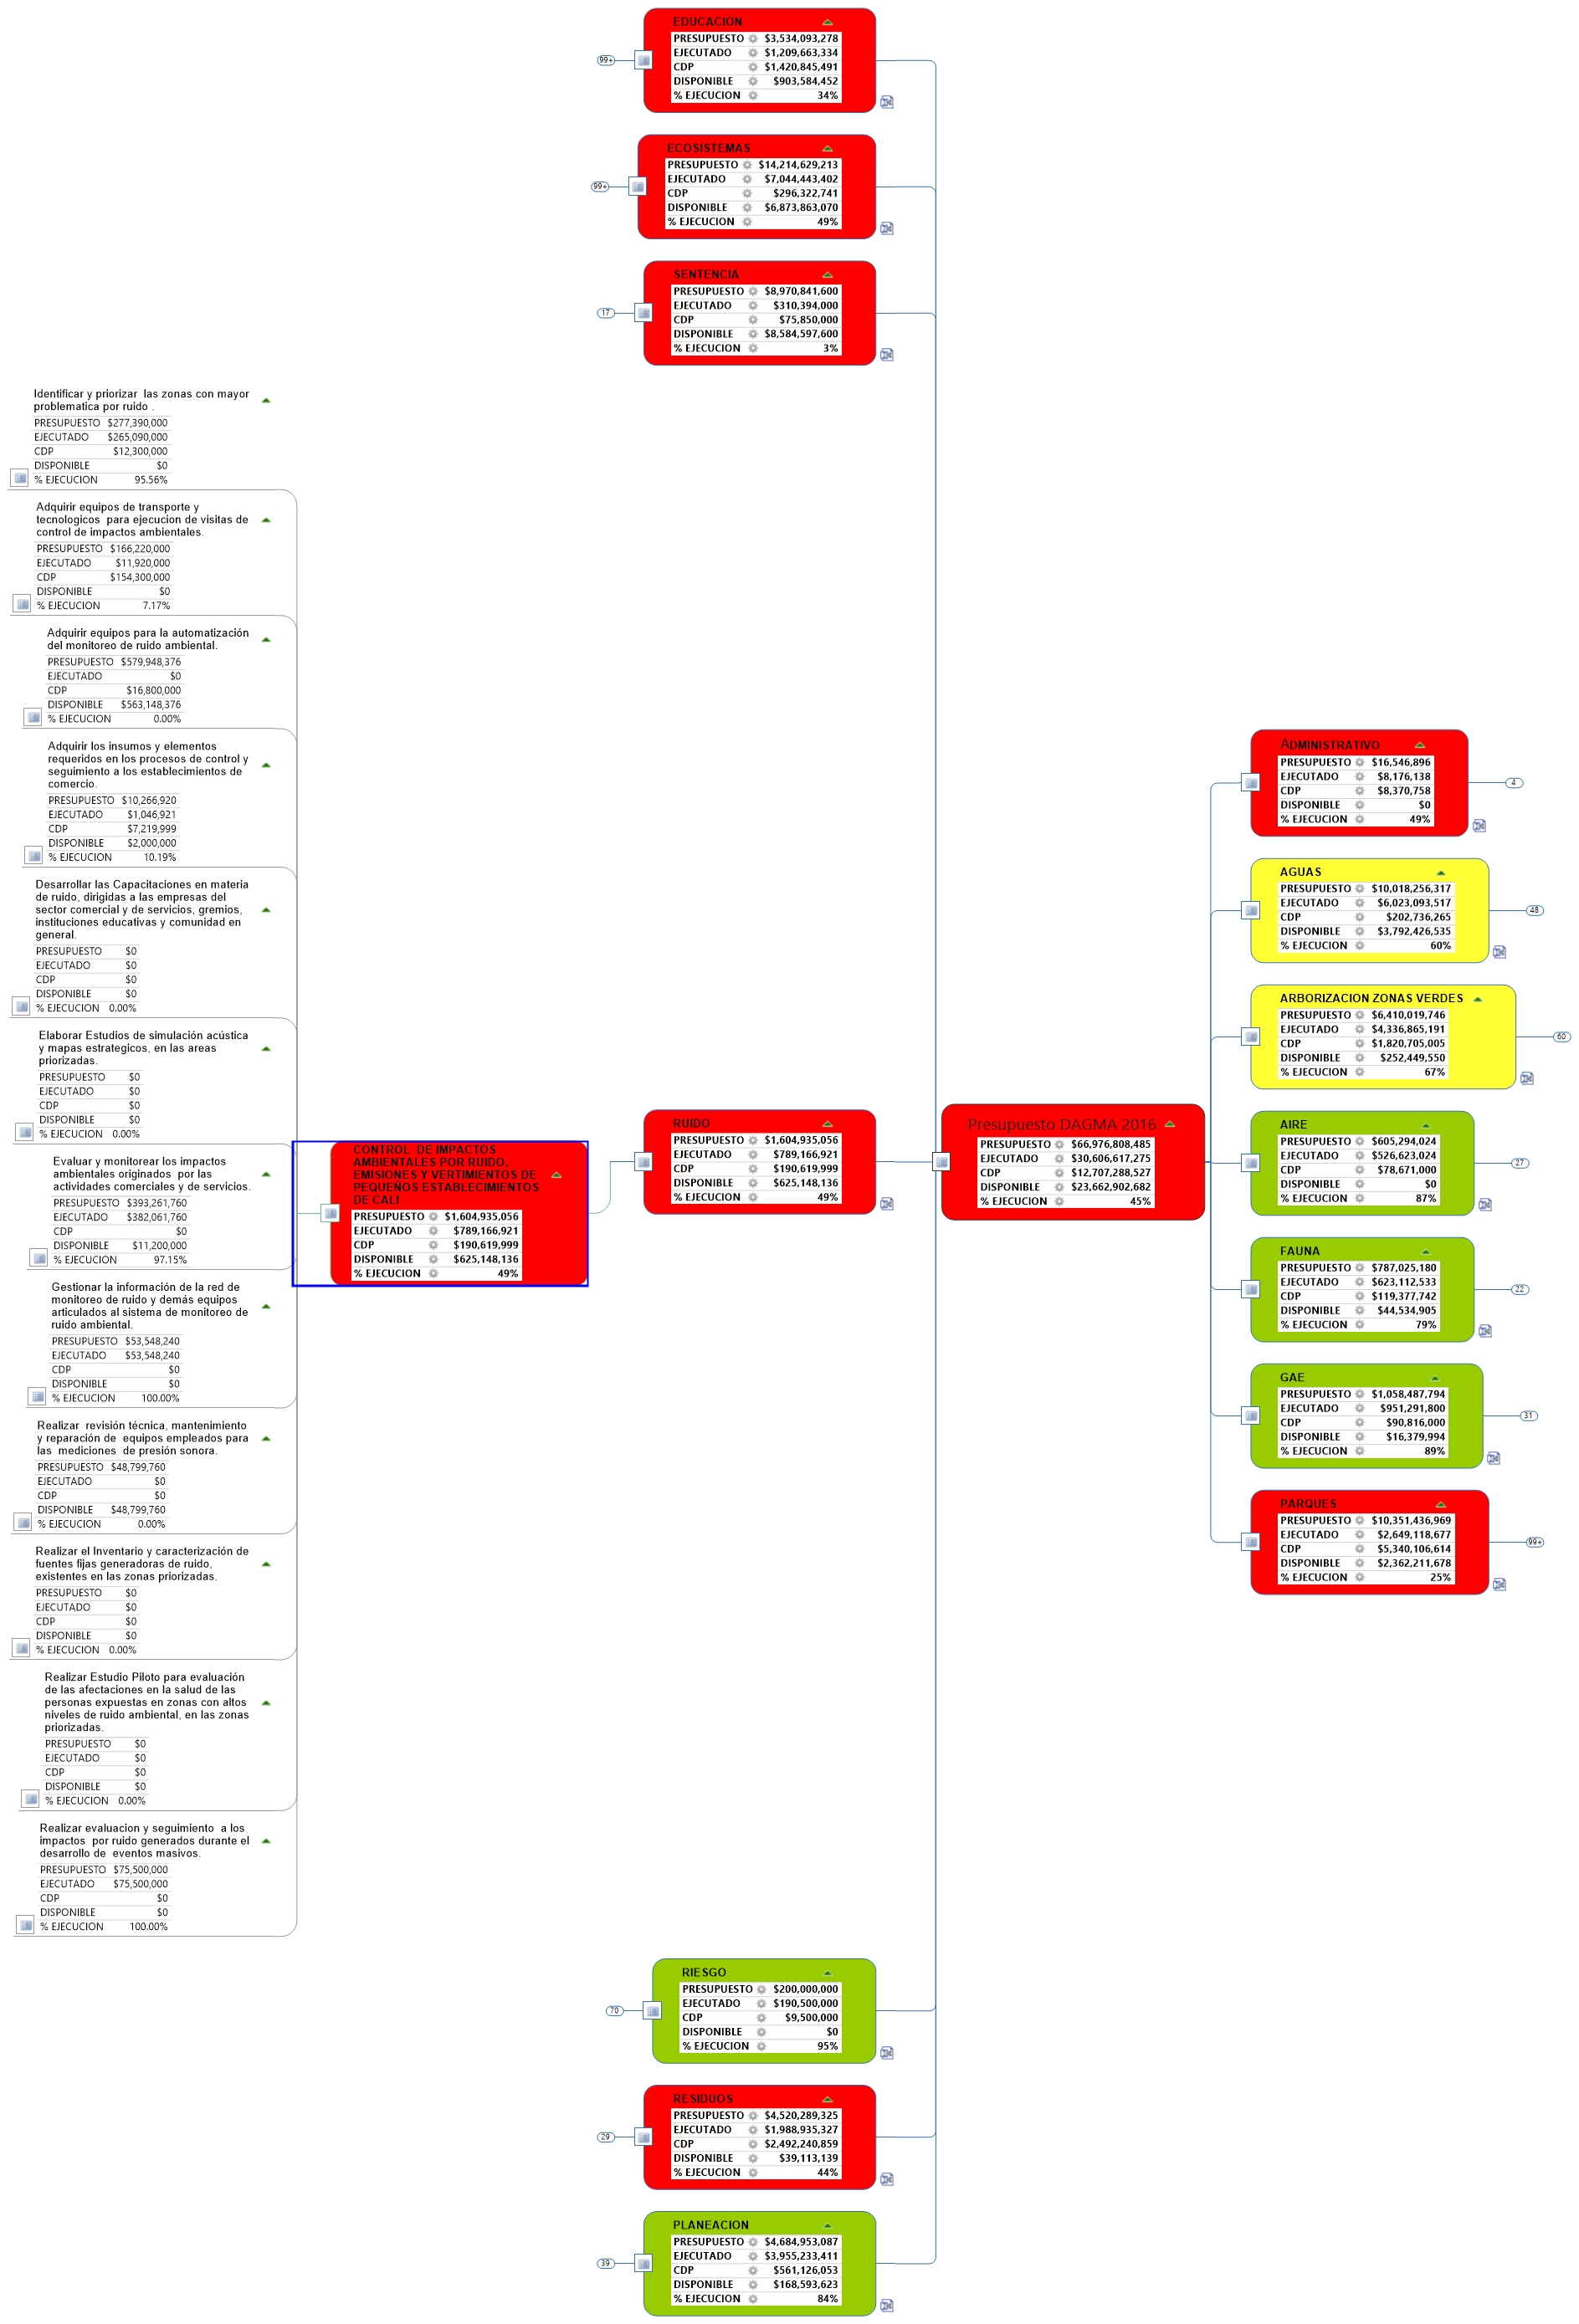 EDUCACION
PRESUPUESTO $3,534,093,278
EJECUTADO $1,209,663,334
CDP $1,420,845,491
DISPONIBLE $903,584,452
% EJECUCION 34%
99+
ECOSISTEMAS
PRESUPUESTO $14,214,629,213
EJECUTADO $7,044,443,402
CDP $296,322,741
DISPONIBLE $6,873,863,070
% EJECUCION 49%
99+
SENTENCIA
PRESUPUESTO $8,970,841,600
EJECUTADO $310,394,000
CDP $75,850,000
DISPONIBLE $8,584,597,600
% EJECUCION 3%
17
Identificar y priorizar las zonas con mayor
problematica por ruido .
PRESUPUESTO $277,390,000
EJECUTADO $265,090,000
CDP $12,300,000
DISPONIBLE $0
% EJECUCION 95.56%
Adquirir equipos de transporte y
tecnologicos para ejecucion de visitas de
control de impactos ambientales.
PRESUPUESTO $166,220,000
EJECUTADO $11,920,000
CDP $154,300,000
DISPONIBLE $0
% EJECUCION 7.17%
Adquirir equipos para la automatización
del monitoreo de ruido ambiental.
PRESUPUESTO $579,948,376
EJECUTADO $0
CDP $16,800,000
DISPONIBLE $563,148,376
% EJECUCION 0.00%
Adquirir los insumos y elementos
requeridos en los procesos de control y
seguimiento a los establecimientos de
comercio.
PRESUPUESTO $10,266,920
EJECUTADO $1,046,921
CDP $7,219,999
DISPONIBLE $2,000,000
% EJECUCION 10.19%
Desarrollar las Capacitaciones en materia
de ruido, dirigidas a las empresas del
sector comercial y de servicios, gremios,
instituciones educativas y comunidad en
general.
PRESUPUESTO $0
EJECUTADO $0
CDP $0
DISPONIBLE $0
% EJECUCION 0.00%
Elaborar Estudios de simulación acústica
y mapas estrategicos, en las areas
priorizadas.
PRESUPUESTO $0
EJECUTADO $0
CDP $0
DISPONIBLE $0
% EJECUCION 0.00%
Evaluar y monitorear los impactos
ambientales originados por las
actividades comerciales y de servicios.
PRESUPUESTO $393,261,760
EJECUTADO $382,061,760
CDP $0
DISPONIBLE $11,200,000
% EJECUCION 97.15%
Gestionar la información de la red de
monitoreo de ruido y demás equipos
articulados al sistema de monitoreo de
ruido ambiental.
PRESUPUESTO $53,548,240
EJECUTADO $53,548,240
CDP $0
DISPONIBLE $0
% EJECUCION 100.00%
Realizar revisión técnica, mantenimiento
y reparación de equipos empleados para
las mediciones de presión sonora.
PRESUPUESTO $48,799,760
EJECUTADO $0
CDP $0
DISPONIBLE $48,799,760
% EJECUCION 0.00%
Realizar el Inventario y caracterización de
fuentes fijas generadoras de ruido,
existentes en las zonas priorizadas.
PRESUPUESTO $0
EJECUTADO $0
CDP $0
DISPONIBLE $0
% EJECUCION 0.00%
Realizar Estudio Piloto para evaluación
de las afectaciones en la salud de las
personas expuestas en zonas con altos
niveles de ruido ambiental, en las zonas
priorizadas.
PRESUPUESTO $0
EJECUTADO $0
CDP $0
DISPONIBLE $0
% EJECUCION 0.00%
Realizar evaluacion y seguimiento a los
impactos por ruido generados durante el
desarrollo de eventos masivos.
PRESUPUESTO $75,500,000
EJECUTADO $75,500,000
CDP $0
DISPONIBLE $0
% EJECUCION 100.00%
CONTROL DE IMPACTOS
AMBIENTALES POR RUIDO,
EMISIONES Y VERTIMIENTOS DE
PEQUEÑOS ESTABLECIMIENTOS
DE CALI
PRESUPUESTO $1,604,935,056
EJECUTADO $789,166,921
CDP $190,619,999
DISPONIBLE $625,148,136
% EJECUCION 49%
RUIDO
PRESUPUESTO $1,604,935,056
EJECUTADO $789,166,921
CDP $190,619,999
DISPONIBLE $625,148,136
% EJECUCION 49%
Presupuesto DAGMA 2016
PRESUPUESTO $66,976,808,485
EJECUTADO $30,606,617,275
CDP $12,707,288,527
DISPONIBLE $23,662,902,682
% EJECUCION 45%
ADMINISTRATIVO
PRESUPUESTO $16,546,896
EJECUTADO $8,176,138
CDP $8,370,758
DISPONIBLE $0
% EJECUCION 49%
4
AGUAS
PRESUPUESTO $10,018,256,317
EJECUTADO $6,023,093,517
CDP $202,736,265
DISPONIBLE $3,792,426,535
% EJECUCION 60%
48
ARBORIZACION ZONAS VERDES
PRESUPUESTO $6,410,019,746
EJECUTADO $4,336,865,191
CDP $1,820,705,005
DISPONIBLE $252,449,550
% EJECUCION 67%
60
AIRE
PRESUPUESTO $605,294,024
EJECUTADO $526,623,024
CDP $78,671,000
DISPONIBLE $0
% EJECUCION 87%
27
FAUNA
PRESUPUESTO $787,025,180
EJECUTADO $623,112,533
CDP $119,377,742
DISPONIBLE $44,534,905
% EJECUCION 79%
22
GAE
PRESUPUESTO $1,058,487,794
EJECUTADO $951,291,800
CDP $90,816,000
DISPONIBLE $16,379,994
% EJECUCION 89%
31
PARQUES
PRESUPUESTO $10,351,436,969
EJECUTADO $2,649,118,677
CDP $5,340,106,614
DISPONIBLE $2,362,211,678
% EJECUCION 25%
99+
RIESGO
PRESUPUESTO $200,000,000
EJECUTADO $190,500,000
CDP $9,500,000
DISPONIBLE $0
% EJECUCION 95%
70
RESIDUOS
PRESUPUESTO $4,520,289,325
EJECUTADO $1,988,935,327
CDP $2,492,240,859
DISPONIBLE $39,113,139
% EJECUCION 44%
29
PLANEACION
PRESUPUESTO $4,684,953,087
EJECUTADO $3,955,233,411
CDP $561,126,053
DISPONIBLE $168,593,623
% EJECUCION 84%
39